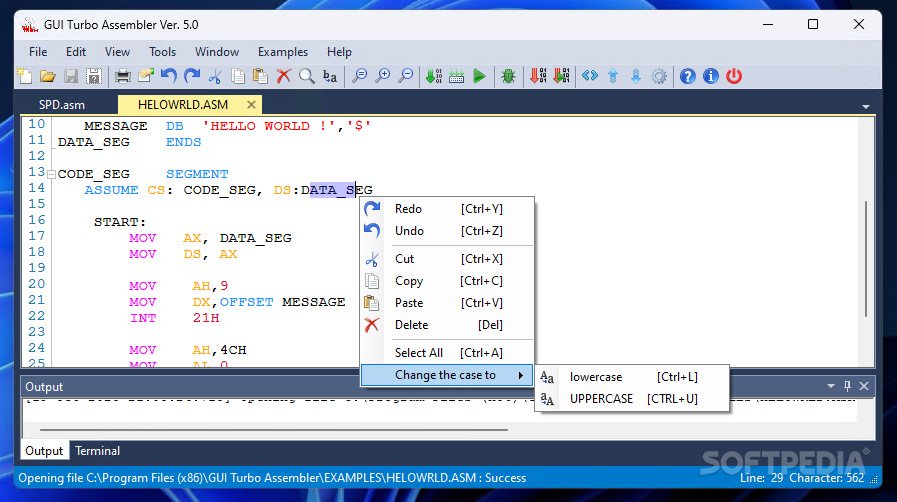 GUI Turbo Assembler Ver. 5.0
File Edit View Tools Window Examples Help
SPD.asm HELOWRLD.ASM
10 MESSAGE DB 'HELLO WORLD !','$'
11 DATA_SEG ENDS
12
13 CODE_SEG SEGMENT
14 ASSUME CS: CODE_SEG, DS:DATA_SEG
15
16 START:
17 MOV AX, DATA_SEG
18 MOV DS, AX
19
20 MOV AH,9
21 MOV DX,OFFSET MESSAGE
22 INT 21H
23
24 MOV AH,4CH
25 MOV AL,0
Redo [Ctrl+Y]
Undo [Ctrl+Z]
Cut [Ctrl+X]
Copy [Ctrl+C]
Paste [Ctrl+V]
Delete [Del]
Select All [Ctrl+A]
Change the case to
lowercase [Ctrl+L]
UPPERCASE [CTRL+U]
Output
Output Terminal
SOFTPEDIA®
Opening file C:\Program Files (x86)\GUI Turbo Assembler\EXAMPLES\HELOWRLD.ASM : Success Line: 29 Character: 562